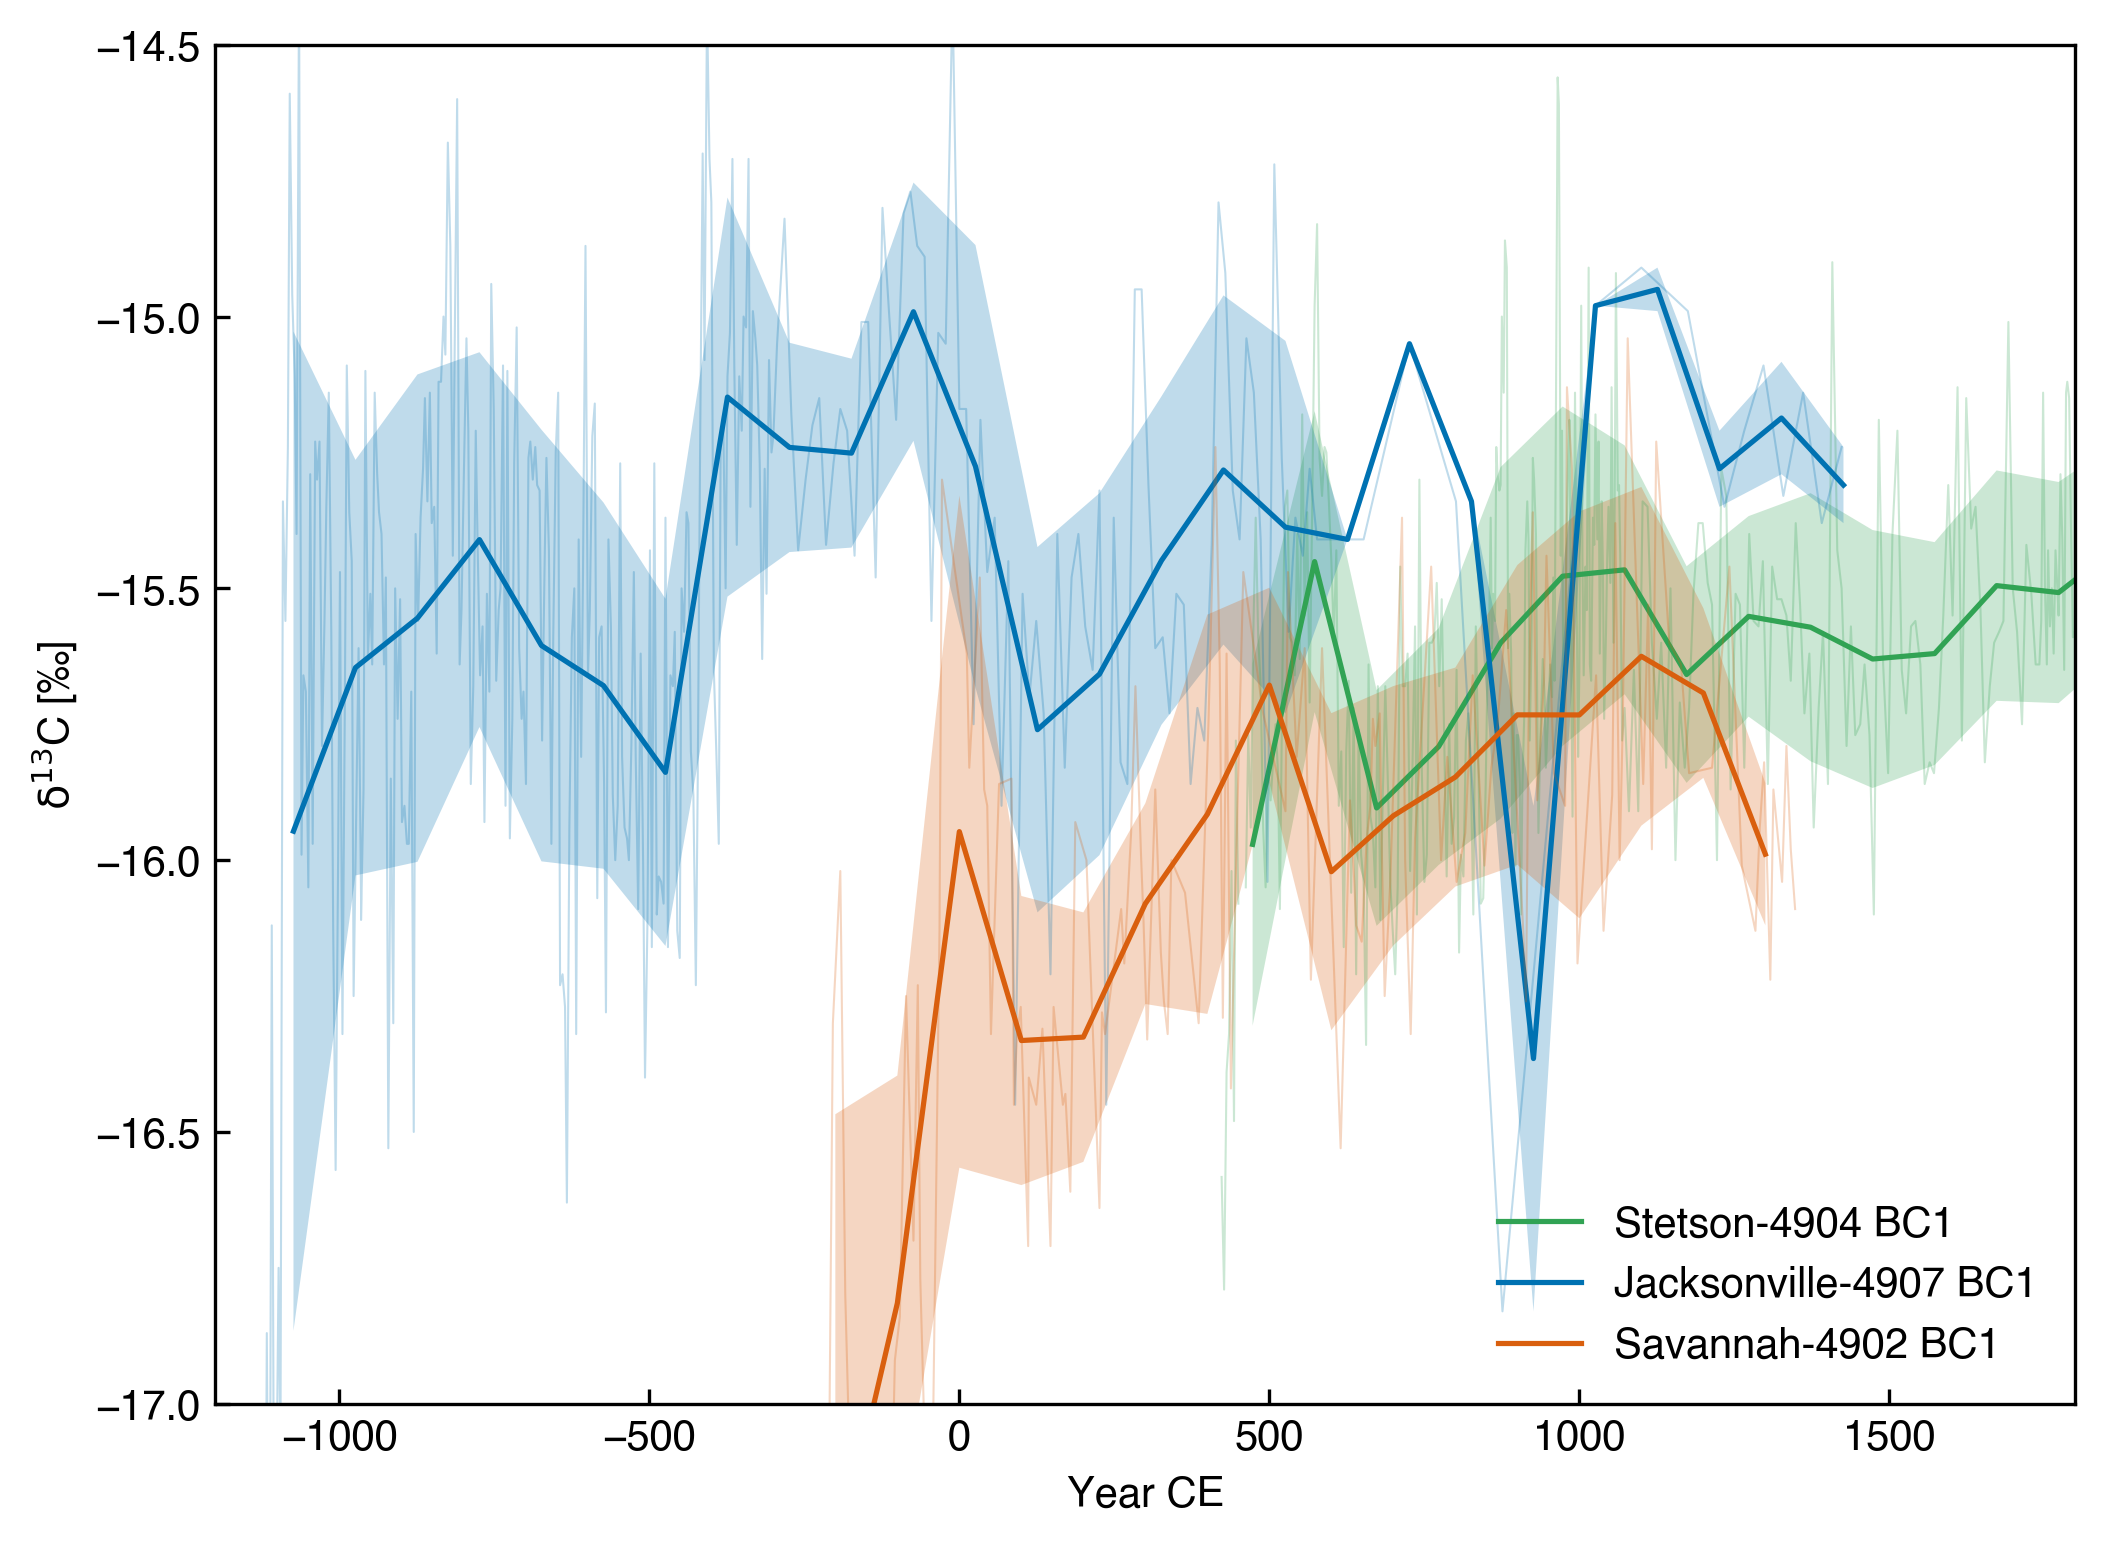 −14.5
−15.0
−15.5
−16.0
−16.5
−17.0
δ¹³C [‰]
−1000 −500 0 500 1000 1500
Year CE
Stetson-4904 BC1
Jacksonville-4907 BC1
Savannah-4902 BC1